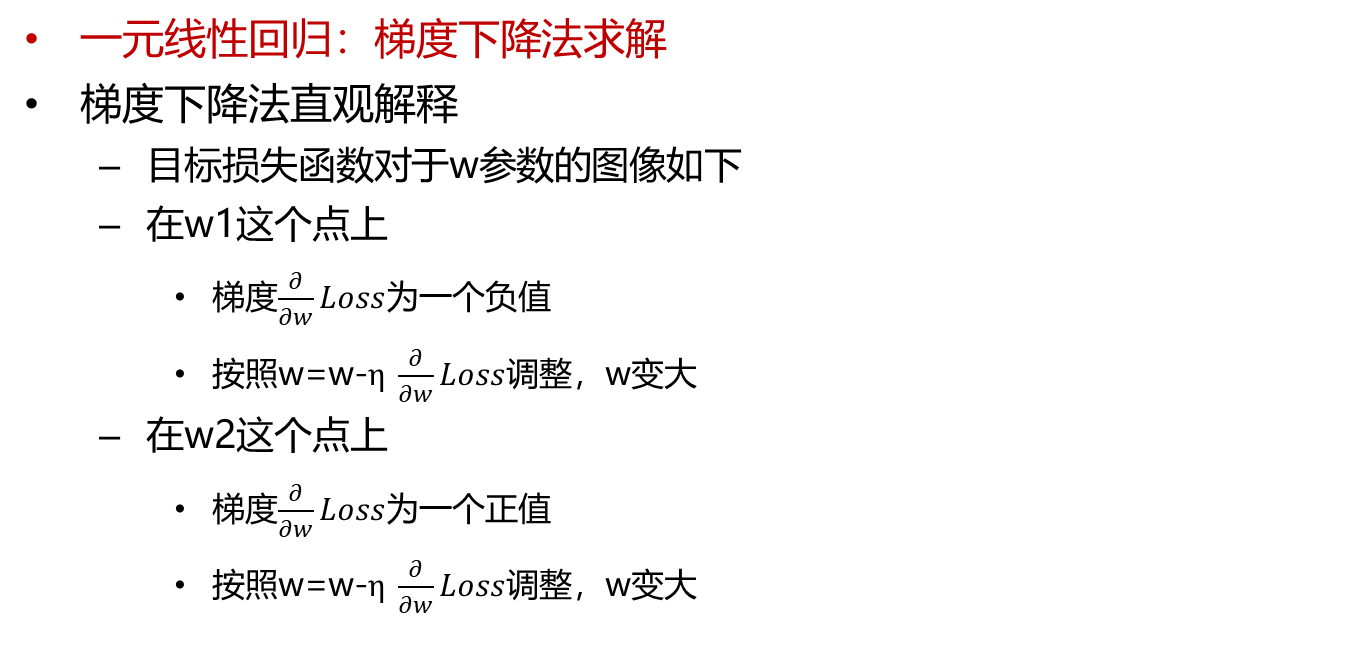 • 一元线性回归：梯度下降法求解
• 梯度下降法直观解释
– 目标损失函数对于w参数的图像如下
– 在w1这个点上
• 梯度∂/∂w Loss为一个负值
• 按照w=w-η ∂/∂w Loss调整，w变大
– 在w2这个点上
• 梯度∂/∂w Loss为一个正值
• 按照w=w-η ∂/∂w Loss调整，w变大